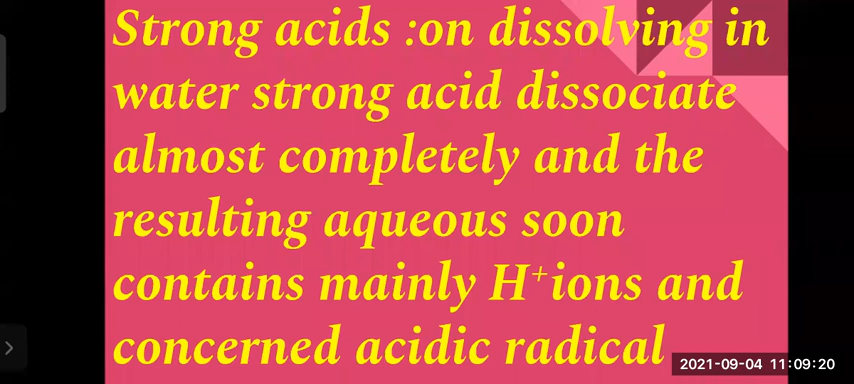 Strong acids :on dissolving in
water strong acid dissociate
almost completely and the
resulting aqueous soon
contains mainly H⁺ions and
concerned acidic radical
2021-09-04 11:09:20